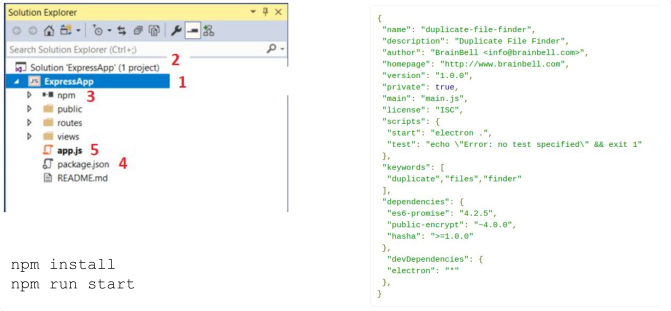 Solution Explorer
Search Solution Explorer (Ctrl+;)
2
Solution 'ExpressApp' (1 project)
ExpressApp
1
npm 3
public
routes
views
app.js 5
package.json 4
README.md
npm install
npm run start
{
"name": "duplicate-file-finder",
"description": "Duplicate File Finder",
"author": "BrainBell <info@brainbell.com>",
"homepage": "http://www.brainbell.com",
"version": "1.0.0",
"private": true,
"main": "main.js",
"license": "ISC",
"scripts": {
"start": "electron .",
"test": "echo \"Error: no test specified\" && exit 1"
},
"keywords": [
"duplicate","files","finder"
],
"dependencies": {
"es6-promise": "4.2.5",
"public-encrypt": "~4.0.0",
"hasha": ">=1.0.0"
},
"devDependencies": {
"electron": "*"
},
}